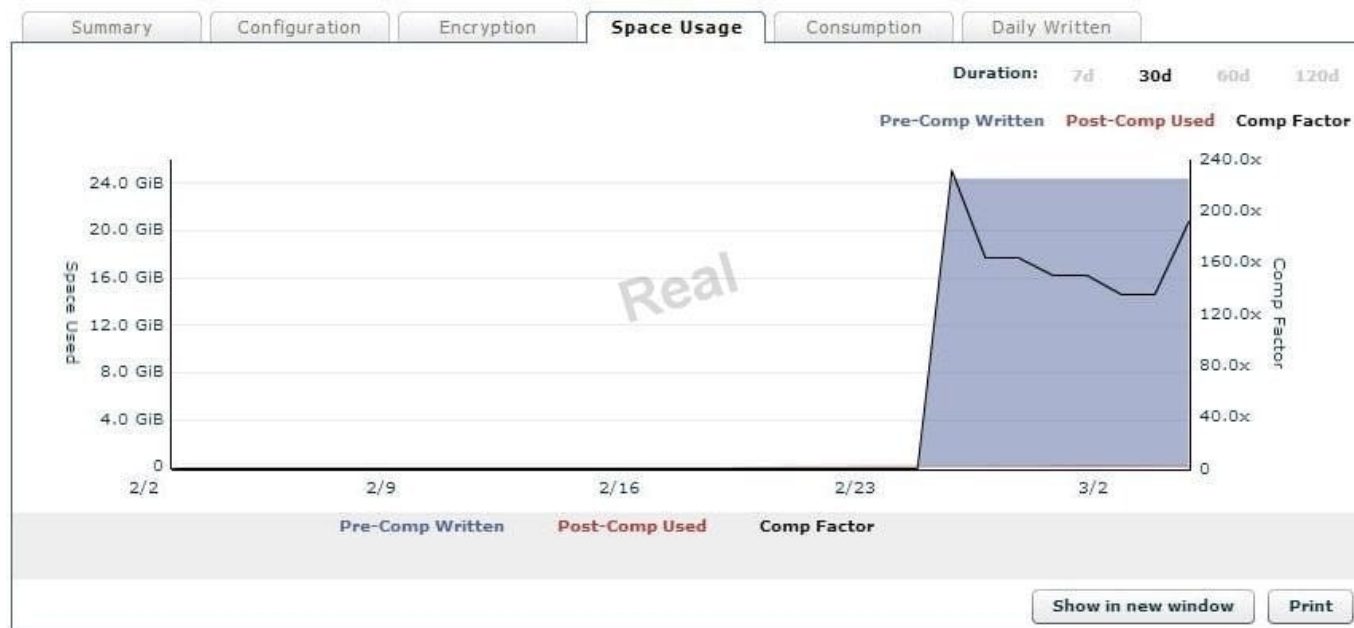 Summary Configuration Encryption Space Usage Consumption Daily Written
Duration: 7d 30d 60d 120d
Pre-Comp Written Post-Comp Used Comp Factor
24.0 GiB
20.0 GiB
16.0 GiB
12.0 GiB
8.0 GiB
4.0 GiB
0
Space Used
Real
240.0x
200.0x
160.0x
120.0x
80.0x
40.0x
0
Comp Factor
2/2 2/9 2/16 2/23 3/2
Pre-Comp Written Post-Comp Used Comp Factor
Show in new window Print